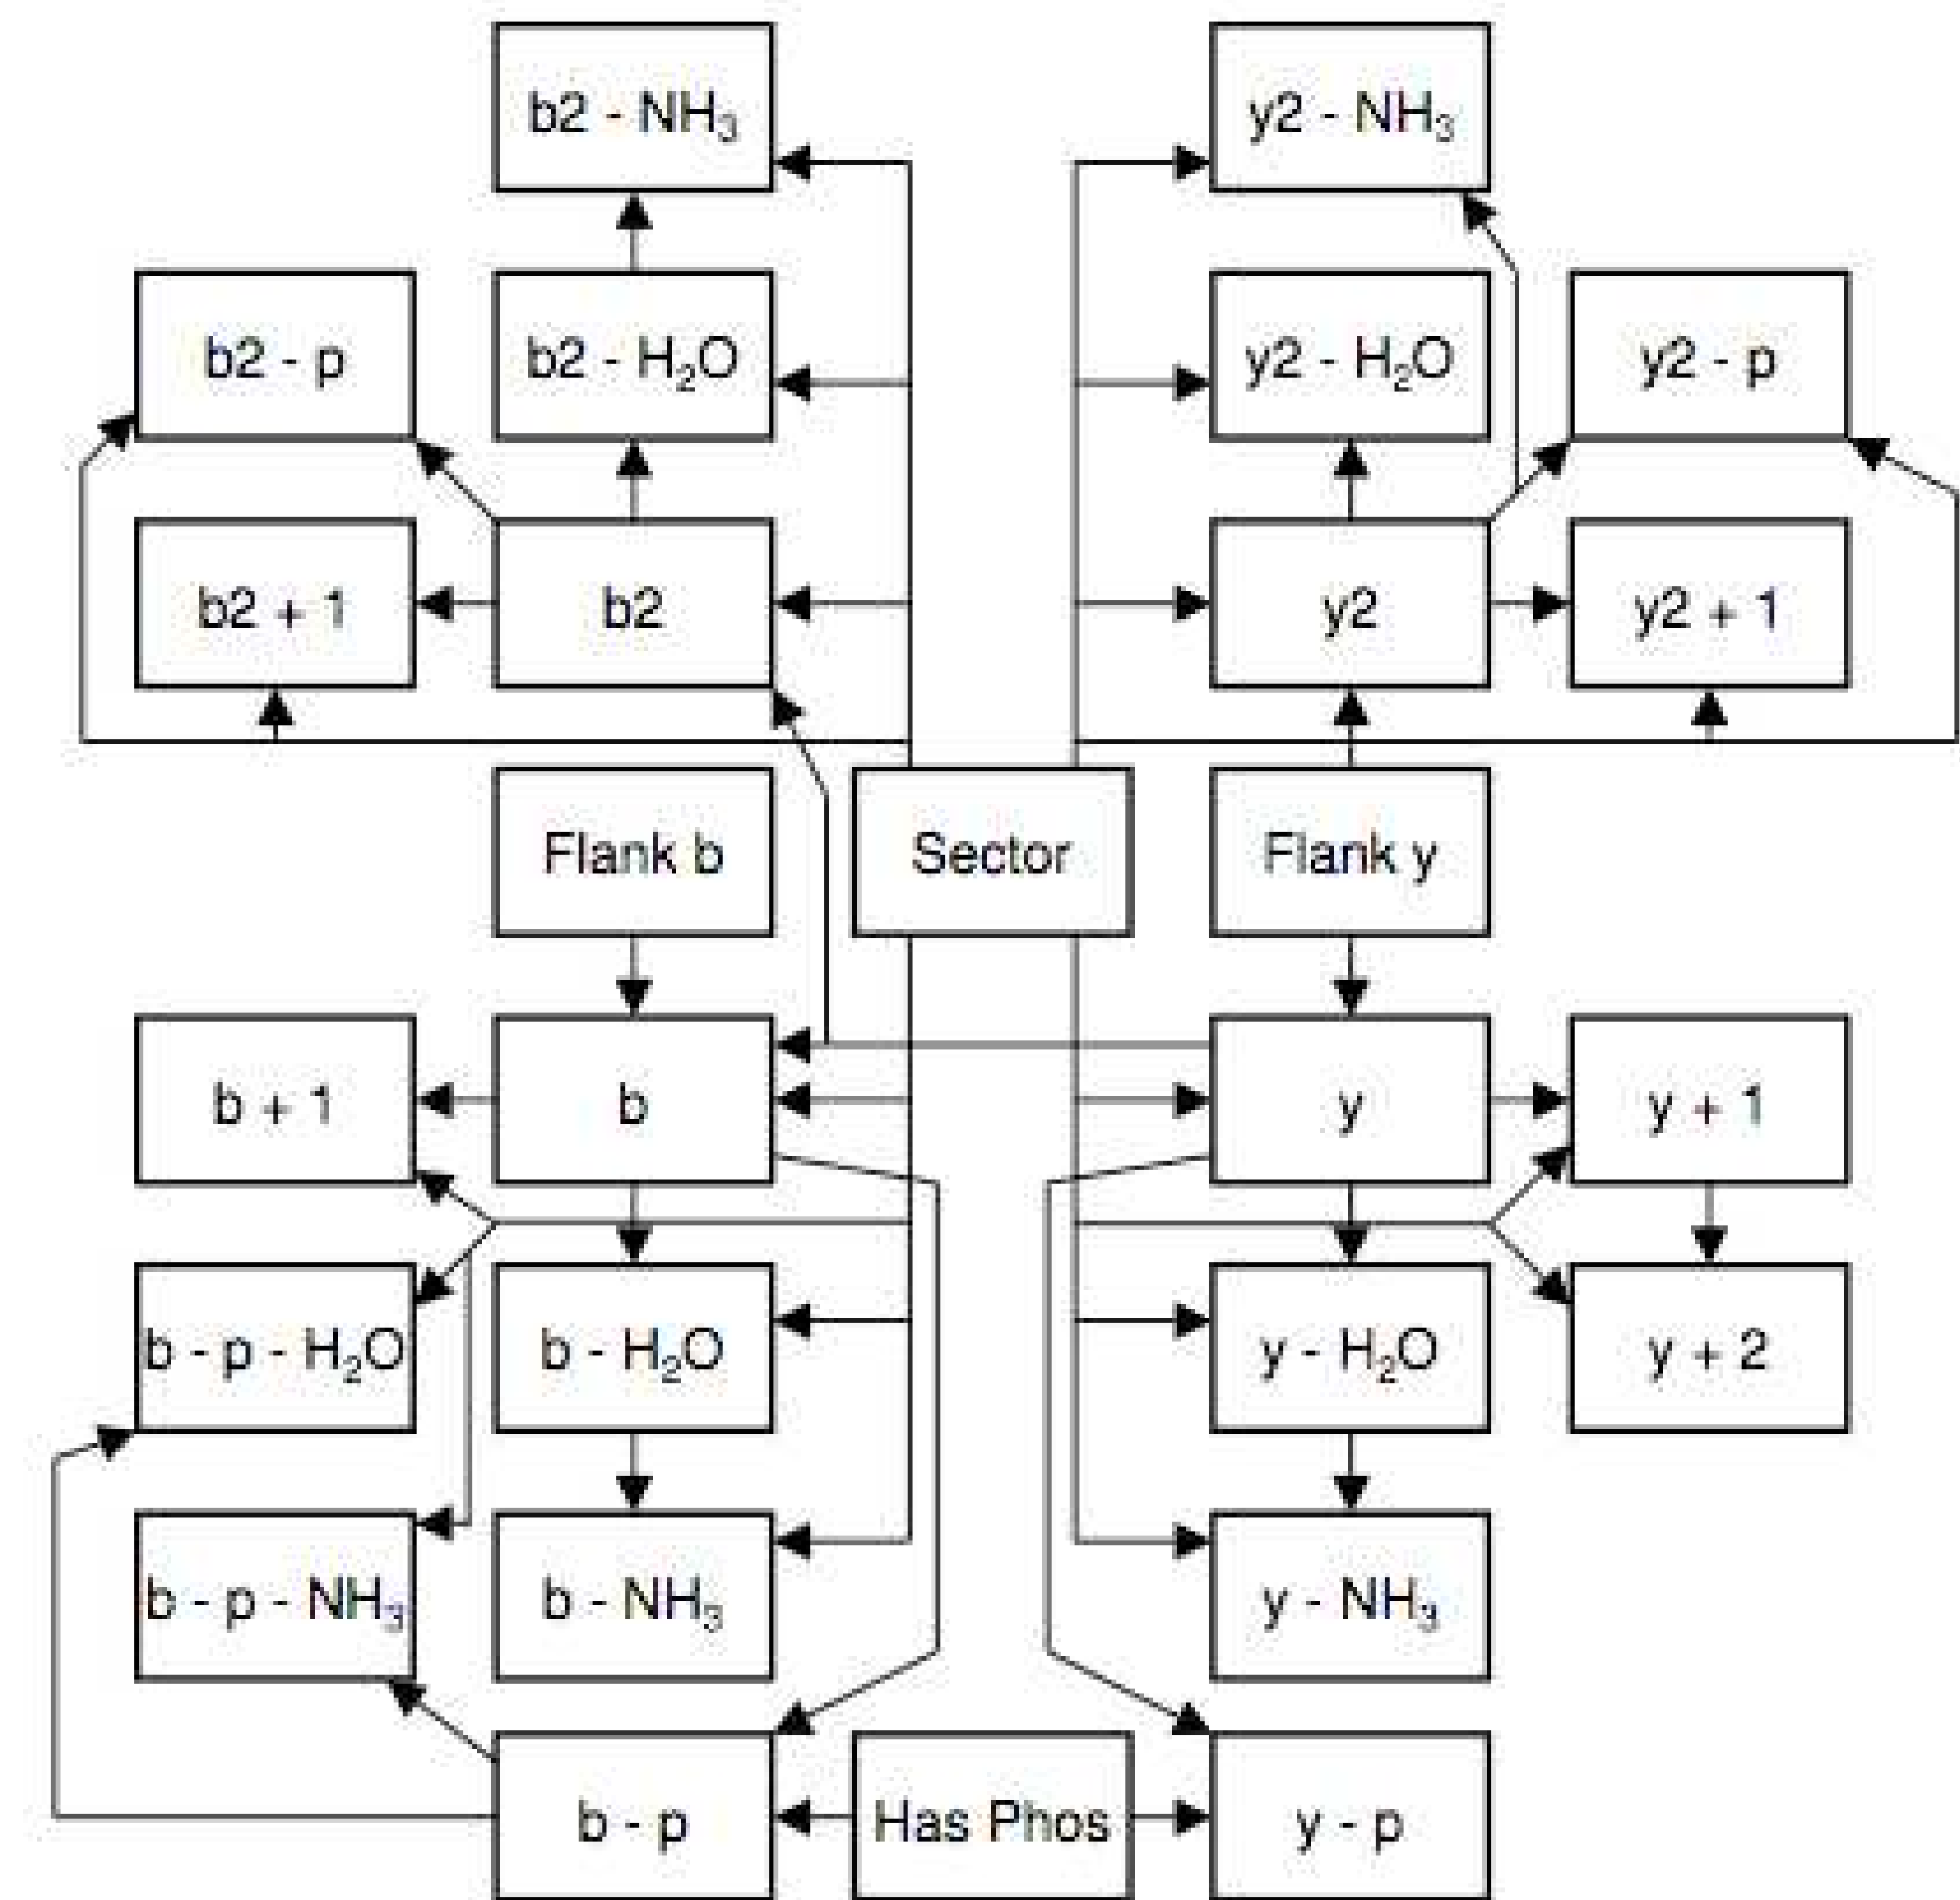 b2 - NH₃
y2 - NH₃
b2 - p
b2 - H₂O
y2 - H₂O
y2 - p
b2 + 1
b2
y2
y2 + 1
Flank b
Sector
Flank y
b + 1
b
y
y + 1
b - p - H₂O
b - H₂O
y - H₂O
y + 2
b - p - NH₃
b - NH₃
y - NH₃
b - p
Has Phos
y - p